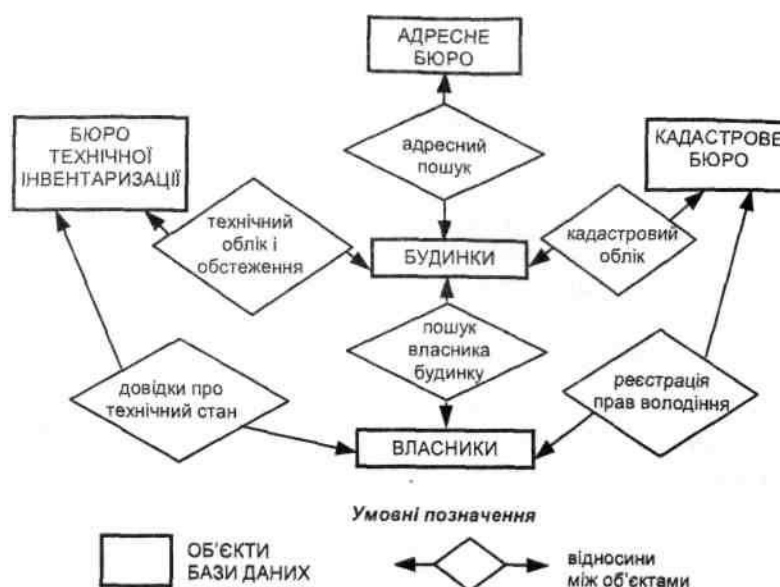 АДРЕСНЕ
БЮРО
БЮРО
ТЕХНІЧНОЇ
ІНВЕНТАРИЗАЦІЇ
адресний
пошук
КАДАСТРОВЕ
БЮРО
технічний
облік і
обстеження
БУДИНКИ
кадастровий
облік
пошук
власника
будинку
довідки про
технічний стан
реєстрація
прав володіння
ВЛАСНИКИ
Умовні позначення
ОБ'ЄКТИ
БАЗИ ДАНИХ
відносини
між об'єктами